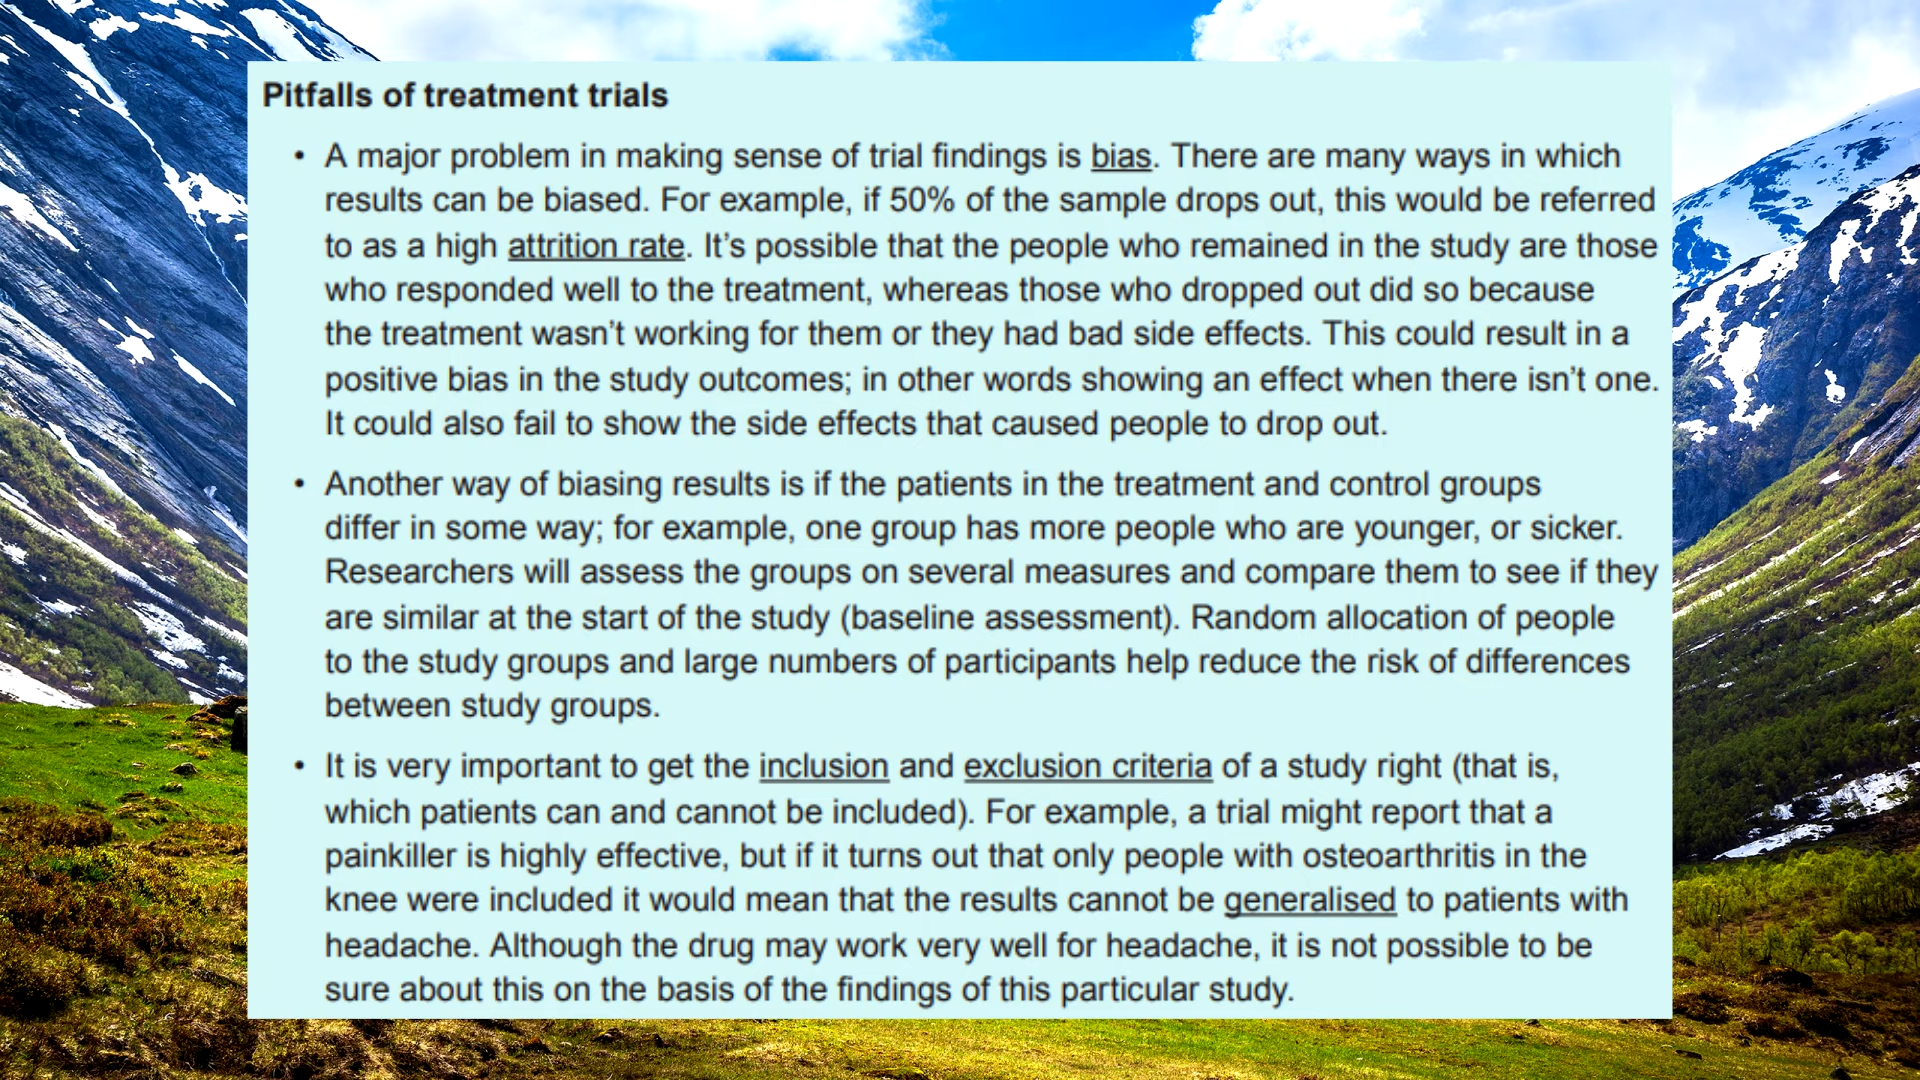 Pitfalls of treatment trials
• A major problem in making sense of trial findings is bias. There are many ways in which
results can be biased. For example, if 50% of the sample drops out, this would be referred
to as a high attrition rate. It’s possible that the people who remained in the study are those
who responded well to the treatment, whereas those who dropped out did so because
the treatment wasn’t working for them or they had bad side effects. This could result in a
positive bias in the study outcomes; in other words showing an effect when there isn’t one.
It could also fail to show the side effects that caused people to drop out.
• Another way of biasing results is if the patients in the treatment and control groups
differ in some way; for example, one group has more people who are younger, or sicker.
Researchers will assess the groups on several measures and compare them to see if they
are similar at the start of the study (baseline assessment). Random allocation of people
to the study groups and large numbers of participants help reduce the risk of differences
between study groups.
• It is very important to get the inclusion and exclusion criteria of a study right (that is,
which patients can and cannot be included). For example, a trial might report that a
painkiller is highly effective, but if it turns out that only people with osteoarthritis in the
knee were included it would mean that the results cannot be generalised to patients with
headache. Although the drug may work very well for headache, it is not possible to be
sure about this on the basis of the findings of this particular study.